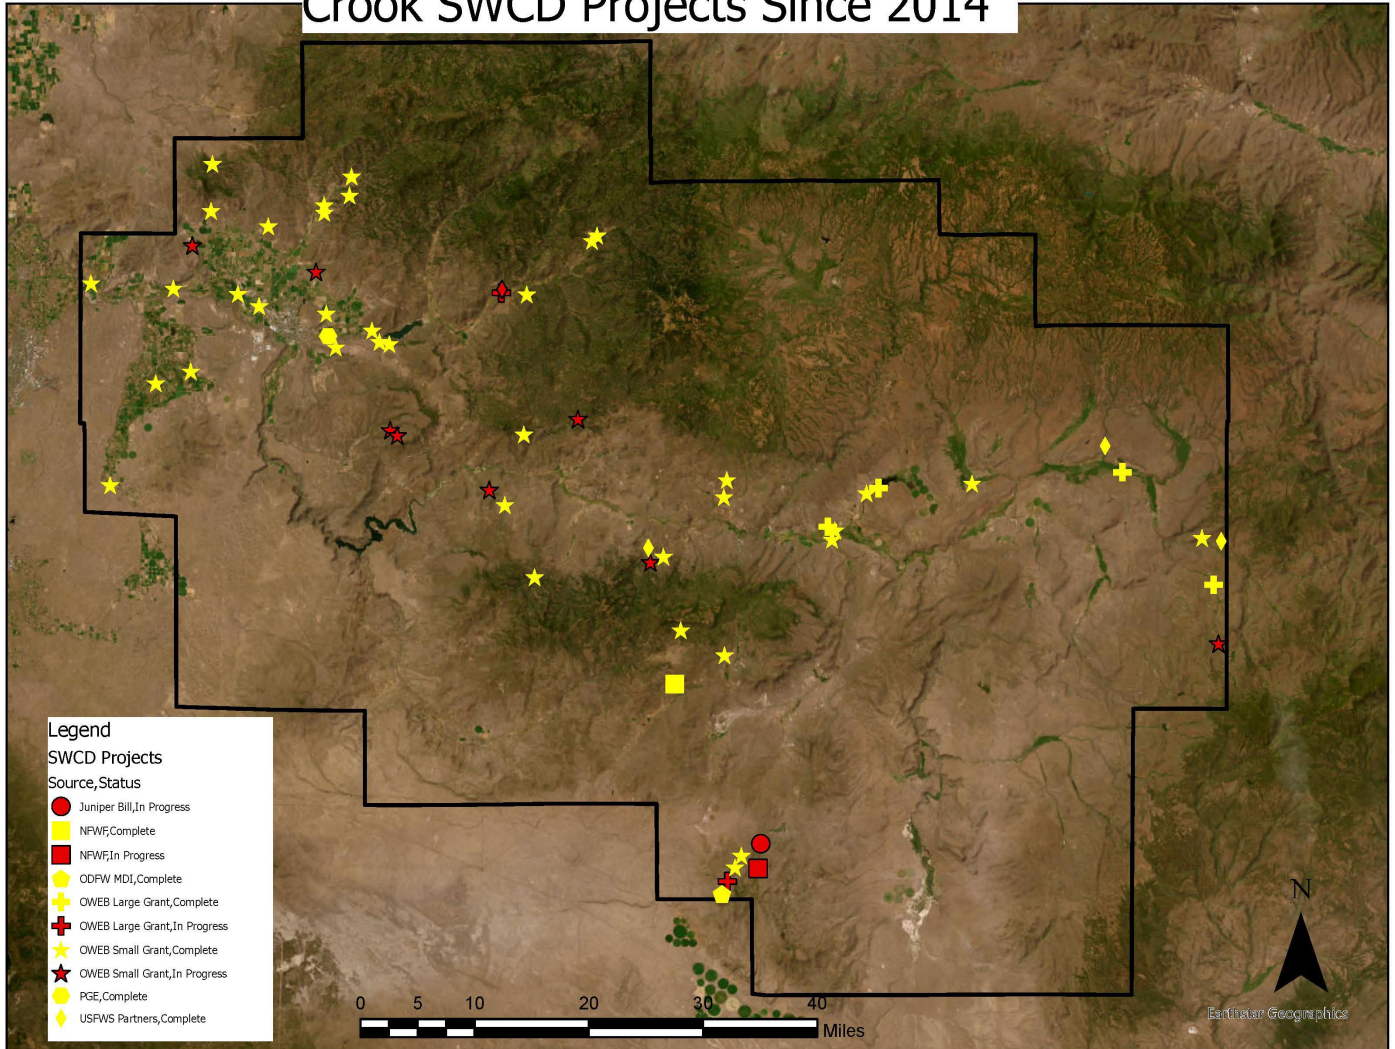 Crook SWCD Projects Since 2014
Legend
SWCD Projects
Source,Status
Juniper Bill,In Progress
NFWF,Complete
NFWF,In Progress
ODFW MDI,Complete
OWEB Large Grant,Complete
OWEB Large Grant,In Progress
OWEB Small Grant,Complete
OWEB Small Grant,In Progress
PGE,Complete
USFWS Partners,Complete
0 5 10 20 30 40
Miles
N
Earthstar Geographics